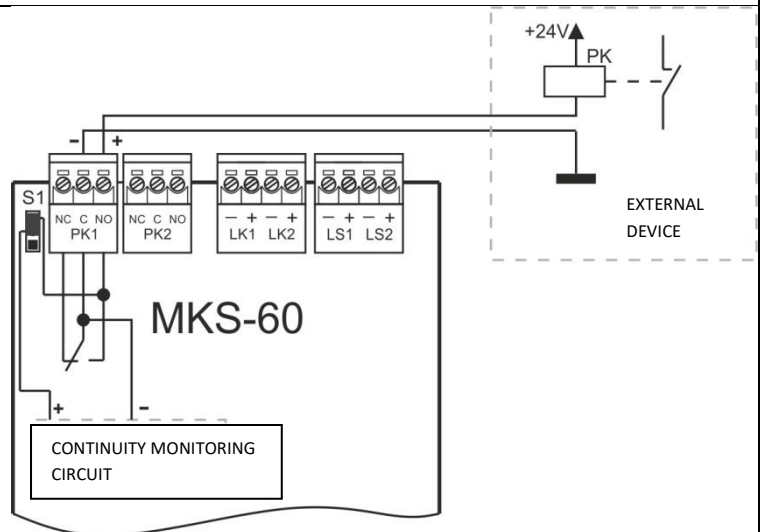 +24V
PK
- +
S1
NC C NO
PK1
NC C NO
PK2
— + — +
LK1 LK2
— + — +
LS1 LS2
EXTERNAL
DEVICE
MKS-60
+ -
CONTINUITY MONITORING
CIRCUIT